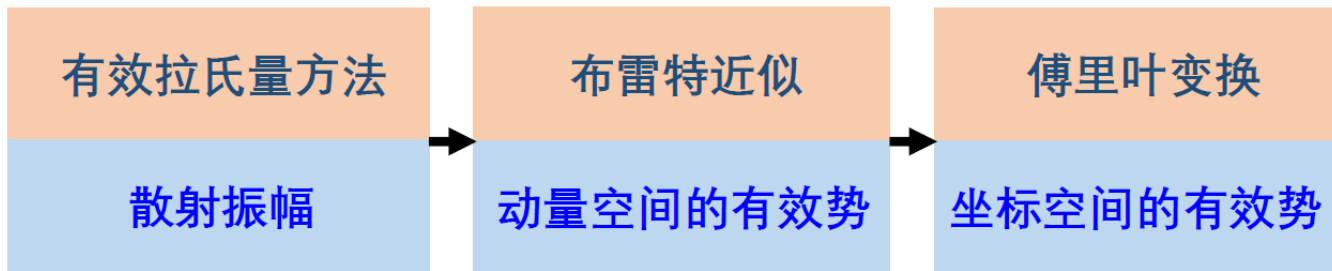 有效拉氏量方法
散射振幅
布雷特近似
动量空间的有效势
傅里叶变换
坐标空间的有效势